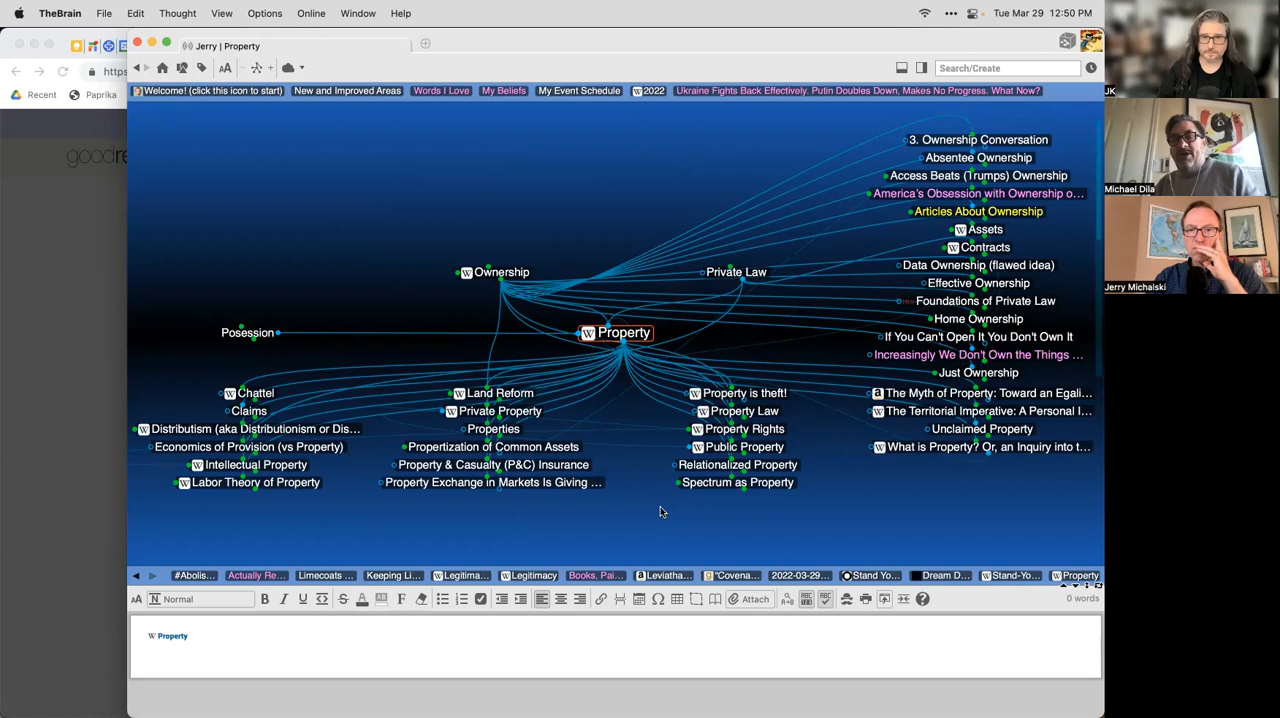 TheBrain File Edit Thought View Options Online Window Help
Tue Mar 29 12:50 PM
Jerry | Property
https
Recent Paprika
goodre
Search/Create
Welcome! (click this icon to start) New and Improved Areas Words I Love My Beliefs My Event Schedule 2022 Ukraine Fights Back Effectively. Putin Doubles Down, Makes No Progress. What Now?
JK
Michael Dila
Jerry Michalski
3. Ownership Conversation
Absentee Ownership
Access Beats (Trumps) Ownership
America's Obsession with Ownership o...
Articles About Ownership
Assets
Contracts
Data Ownership (flawed idea)
Effective Ownership
Foundations of Private Law
Home Ownership
If You Can't Open It You Don't Own It
Increasingly We Don't Own the Things ...
Just Ownership
The Myth of Property: Toward an Egali...
The Territorial Imperative: A Personal I...
Unclaimed Property
What is Property? Or, an Inquiry into t...
Ownership
Private Law
Posession
Property
Chattel
Claims
Distributism (aka Distributionism or Dis...
Economics of Provision (vs Property)
Intellectual Property
Labor Theory of Property
Land Reform
Private Property
Properties
Propertization of Common Assets
Property & Casualty (P&C) Insurance
Property Exchange in Markets Is Giving ...
Property is theft!
Property Law
Property Rights
Public Property
Relationalized Property
Spectrum as Property
#Abolis... Actually Re... Limecoats ... Keeping Li... Legitima... Legitimacy Books, Pai... Leviatha... "Covena... 2022-03-29... Stand Yo... Dream D... Stand-Yo... Property
Normal
Attach
0 words
Property